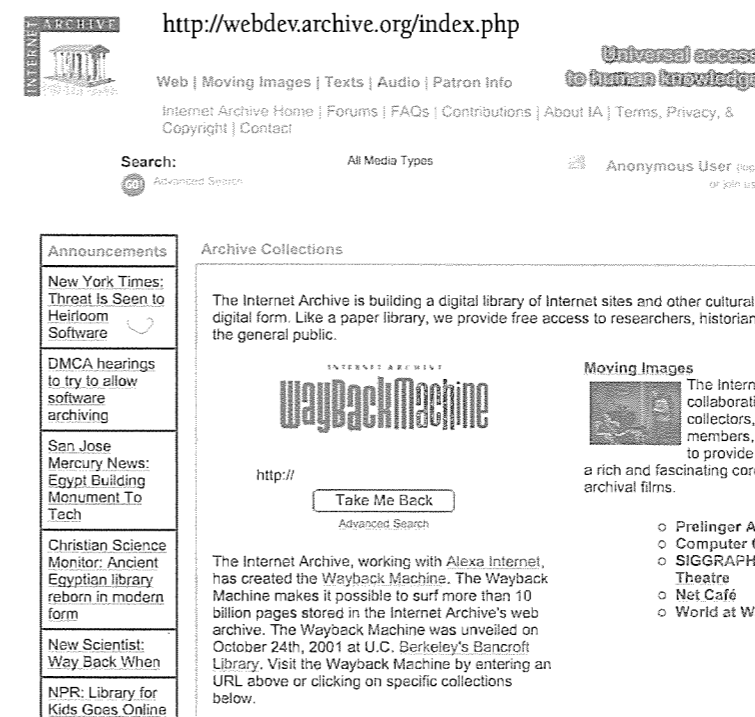 INTERNET ARCHIVE
http://webdev.archive.org/index.php
Universal access
to human knowledge
Web | Moving Images | Texts | Audio | Patron Info
Internet Archive Home | Forums | FAQs | Contributions | About IA | Terms, Privacy, &
Copyright | Contact
Search:
All Media Types
GO!
Advanced Search
Anonymous User
or join us
Announcements
New York Times:
Threat Is Seen to
Heirloom
Software
DMCA hearings
to try to allow
software
archiving
San Jose
Mercury News:
Egypt Building
Monument To
Tech
Christian Science
Monitor: Ancient
Egyptian library
reborn in modern
form
New Scientist:
Way Back When
NPR: Library for
Kids Goes Online
Archive Collections
The Internet Archive is building a digital library of Internet sites and other cultural
digital form. Like a paper library, we provide free access to researchers, historian
the general public.
INTERNET ARCHIVE
WayBackMachine
http://
Take Me Back
Advanced Search
The Internet Archive, working with Alexa Internet,
has created the Wayback Machine. The Wayback
Machine makes it possible to surf more than 10
billion pages stored in the Internet Archive's web
archive. The Wayback Machine was unveiled on
October 24th, 2001 at U.C. Berkeley's Bancroft
Library. Visit the Wayback Machine by entering an
URL above or clicking on specific collections
below.
Moving Images
The Intern
collaborati
collectors,
members,
to provide
a rich and fascinating cor
archival films.
Prelinger A
Computer
SIGGRAPH
Theatre
Net Café
World at W